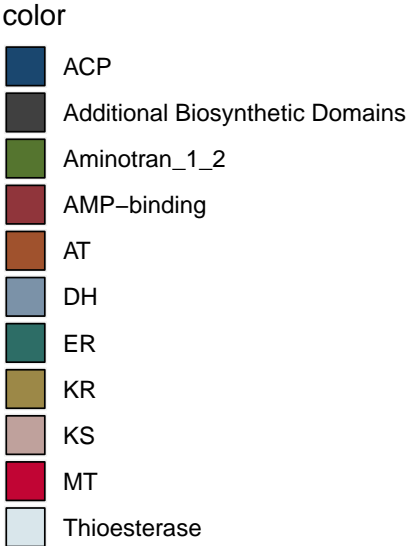 color
ACP
Additional Biosynthetic Domains
Aminotran_1_2
AMP−binding
AT
DH
ER
KR
KS
MT
Thioesterase